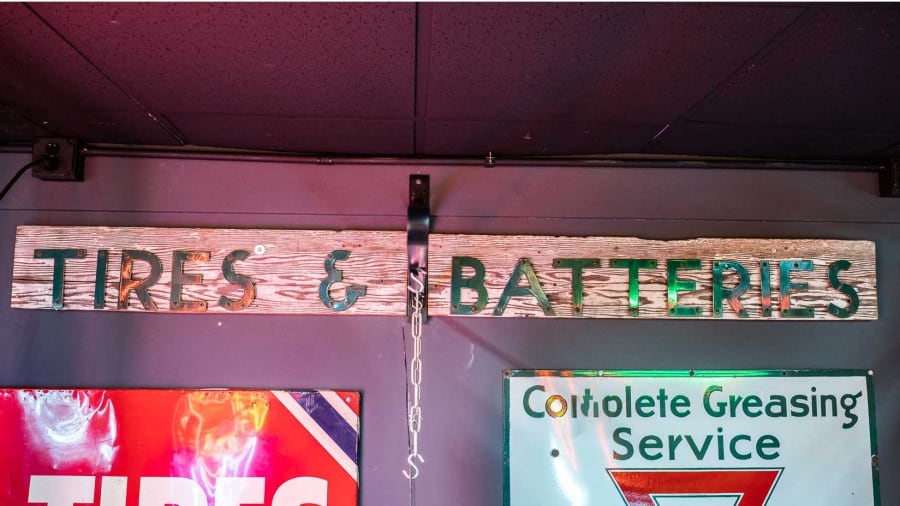 TIRES & BATTERIES
TIRES
Complete Greasing
Service